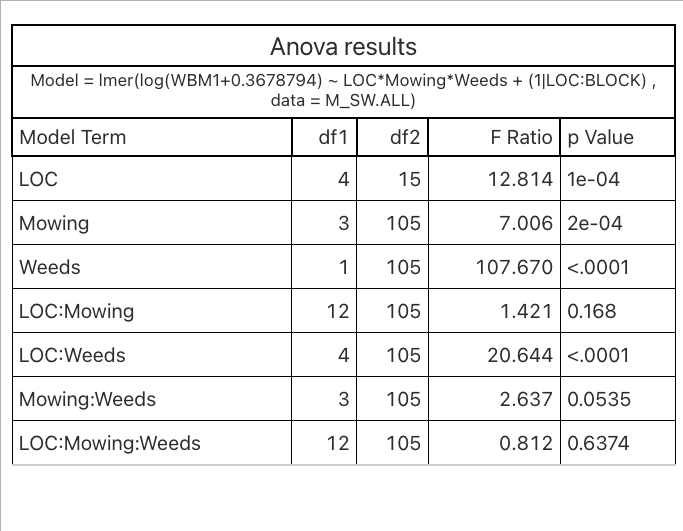 Anova results
Model = lmer(log(WBM1+0.3678794) ~ LOC*Mowing*Weeds + (1|LOC:BLOCK) ,
data = M_SW.ALL)
Model Term df1 df2 F Ratio p Value
LOC 4 15 12.814 1e-04
Mowing 3 105 7.006 2e-04
Weeds 1 105 107.670 <.0001
LOC:Mowing 12 105 1.421 0.168
LOC:Weeds 4 105 20.644 <.0001
Mowing:Weeds 3 105 2.637 0.0535
LOC:Mowing:Weeds 12 105 0.812 0.6374